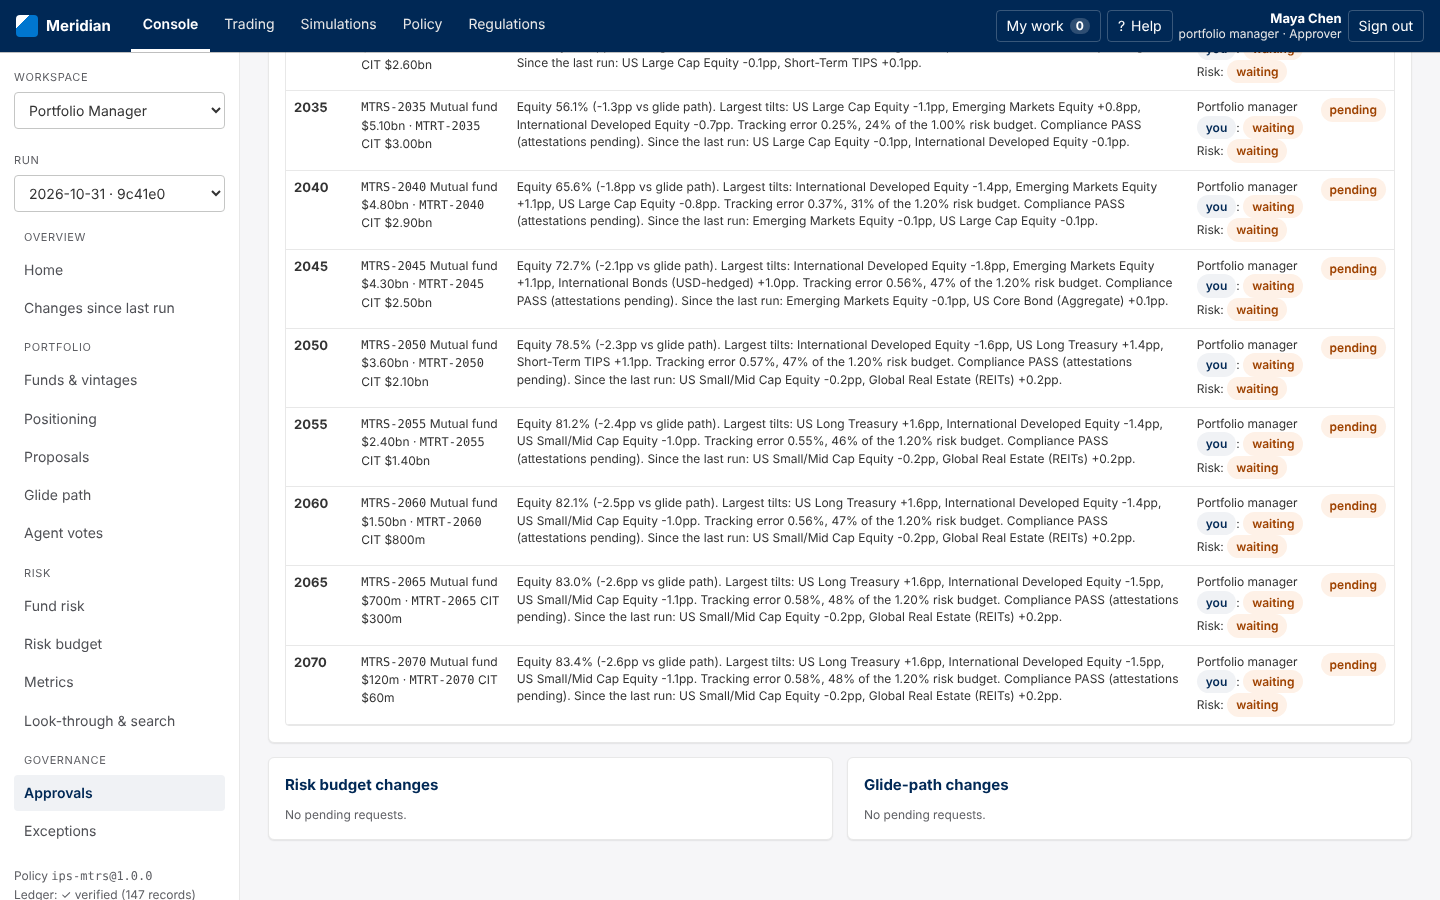 Meridian
Console
Trading
Simulations
Policy
Regulations
My work 0
? Help
Maya Chen
portfolio manager · Approver
Sign out
WORKSPACE
Portfolio Manager
RUN
2026-10-31 · 9c41e0
OVERVIEW
Home
Changes since last run
PORTFOLIO
Funds & vintages
Positioning
Proposals
Glide path
Agent votes
RISK
Fund risk
Risk budget
Metrics
Look-through & search
GOVERNANCE
Approvals
Exceptions
Policy ips-mtrs@1.0.0
Ledger: ✓ verified (147 records)
CIT $2.60bn
Since the last run: US Large Cap Equity -0.1pp, Short-Term TIPS +0.1pp.
you : waiting
Risk: waiting
2035
MTRS-2035 Mutual fund
$5.10bn · MTRT-2035
CIT $3.00bn
Equity 56.1% (-1.3pp vs glide path). Largest tilts: US Large Cap Equity -1.1pp, Emerging Markets Equity +0.8pp,
International Developed Equity -0.7pp. Tracking error 0.25%, 24% of the 1.00% risk budget. Compliance PASS
(attestations pending). Since the last run: US Large Cap Equity -0.1pp, International Developed Equity -0.1pp.
Portfolio manager
you : waiting
Risk: waiting
pending
2040
MTRS-2040 Mutual fund
$4.80bn · MTRT-2040
CIT $2.90bn
Equity 65.6% (-1.8pp vs glide path). Largest tilts: International Developed Equity -1.4pp, Emerging Markets Equity
+1.1pp, US Large Cap Equity -0.8pp. Tracking error 0.37%, 31% of the 1.20% risk budget. Compliance PASS
(attestations pending). Since the last run: Emerging Markets Equity -0.1pp, US Large Cap Equity -0.1pp.
Portfolio manager
you : waiting
Risk: waiting
pending
2045
MTRS-2045 Mutual fund
$4.30bn · MTRT-2045
CIT $2.50bn
Equity 72.7% (-2.1pp vs glide path). Largest tilts: International Developed Equity -1.8pp, Emerging Markets Equity
+1.1pp, International Bonds (USD-hedged) +1.0pp. Tracking error 0.56%, 47% of the 1.20% risk budget. Compliance
PASS (attestations pending). Since the last run: Emerging Markets Equity -0.1pp, US Core Bond (Aggregate) +0.1pp.
Portfolio manager
you : waiting
Risk: waiting
pending
2050
MTRS-2050 Mutual fund
$3.60bn · MTRT-2050
CIT $2.10bn
Equity 78.5% (-2.3pp vs glide path). Largest tilts: International Developed Equity -1.6pp, US Long Treasury +1.4pp,
Short-Term TIPS +1.1pp. Tracking error 0.57%, 47% of the 1.20% risk budget. Compliance PASS (attestations
pending). Since the last run: US Small/Mid Cap Equity -0.2pp, Global Real Estate (REITs) +0.2pp.
Portfolio manager
you : waiting
Risk: waiting
pending
2055
MTRS-2055 Mutual fund
$2.40bn · MTRT-2055
CIT $1.40bn
Equity 81.2% (-2.4pp vs glide path). Largest tilts: US Long Treasury +1.6pp, International Developed Equity -1.4pp,
US Small/Mid Cap Equity -1.0pp. Tracking error 0.55%, 46% of the 1.20% risk budget. Compliance PASS
(attestations pending). Since the last run: US Small/Mid Cap Equity -0.2pp, Global Real Estate (REITs) +0.2pp.
Portfolio manager
you : waiting
Risk: waiting
pending
2060
MTRS-2060 Mutual fund
$1.50bn · MTRT-2060
CIT $800m
Equity 82.1% (-2.5pp vs glide path). Largest tilts: US Long Treasury +1.6pp, International Developed Equity -1.4pp,
US Small/Mid Cap Equity -1.0pp. Tracking error 0.56%, 47% of the 1.20% risk budget. Compliance PASS
(attestations pending). Since the last run: US Small/Mid Cap Equity -0.2pp, Global Real Estate (REITs) +0.2pp.
Portfolio manager
you : waiting
Risk: waiting
pending
2065
MTRS-2065 Mutual fund
$700m · MTRT-2065 CIT
$300m
Equity 83.0% (-2.6pp vs glide path). Largest tilts: US Long Treasury +1.6pp, International Developed Equity -1.5pp,
US Small/Mid Cap Equity -1.1pp. Tracking error 0.58%, 48% of the 1.20% risk budget. Compliance PASS (attestations
pending). Since the last run: US Small/Mid Cap Equity -0.2pp, Global Real Estate (REITs) +0.2pp.
Portfolio manager
you : waiting
Risk: waiting
pending
2070
MTRS-2070 Mutual fund
$120m · MTRT-2070 CIT
$60m
Equity 83.4% (-2.6pp vs glide path). Largest tilts: US Long Treasury +1.6pp, International Developed Equity -1.5pp,
US Small/Mid Cap Equity -1.1pp. Tracking error 0.58%, 48% of the 1.20% risk budget. Compliance PASS (attestations
pending). Since the last run: US Small/Mid Cap Equity -0.2pp, Global Real Estate (REITs) +0.2pp.
Portfolio manager
you : waiting
Risk: waiting
pending
Risk budget changes
No pending requests.
Glide-path changes
No pending requests.